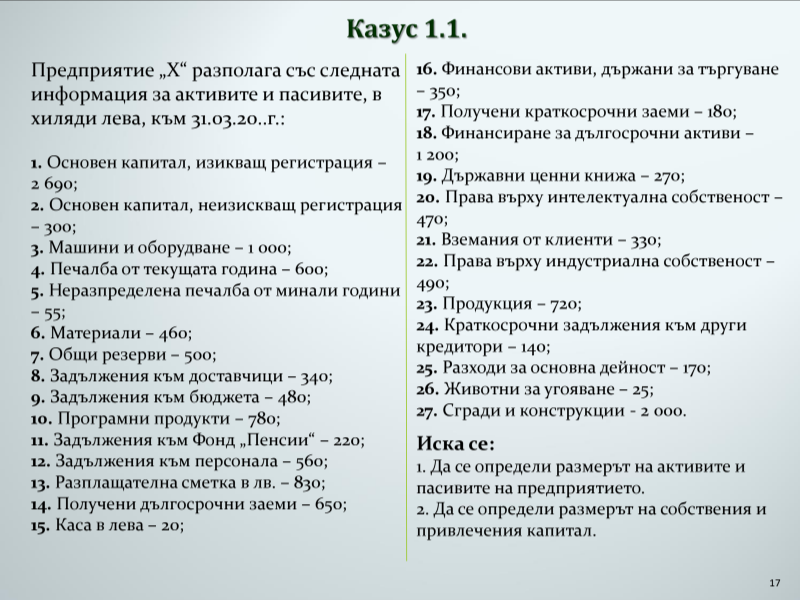 Казус 1.1.
Предприятие „Х“ разполага със следната
информация за активите и пасивите, в
хиляди лева, към 31.03.20..г.:
1. Основен капитал, изикващ регистрация –
2 690;
2. Основен капитал, неизискващ регистрация
– 300;
3. Машини и оборудване – 1 000;
4. Печалба от текущата година – 600;
5. Неразпределена печалба от минали години
– 55;
6. Материали – 460;
7. Общи резерви – 500;
8. Задължения към доставчици – 340;
9. Задължения към бюджета – 480;
10. Програмни продукти – 780;
11. Задължения към Фонд „Пенсии“ – 220;
12. Задължения към персонала – 560;
13. Разплащателна сметка в лв. – 830;
14. Получени дългосрочни заеми – 650;
15. Каса в лева – 20;
16. Финансови активи, държани за търгуване
– 350;
17. Получени краткосрочни заеми – 180;
18. Финансиране за дългосрочни активи –
1 200;
19. Държавни ценни книжа – 270;
20. Права върху интелектуална собственост –
470;
21. Вземания от клиенти – 330;
22. Права върху индустриална собственост –
490;
23. Продукция – 720;
24. Краткосрочни задължения към други
кредитори – 140;
25. Разходи за основна дейност – 170;
26. Животни за угояване – 25;
27. Сгради и конструкции - 2 000.
Иска се:
1. Да се определи размерът на активите и
пасивите на предприятието.
2. Да се определи размерът на собствения и
привлечения капитал.
17